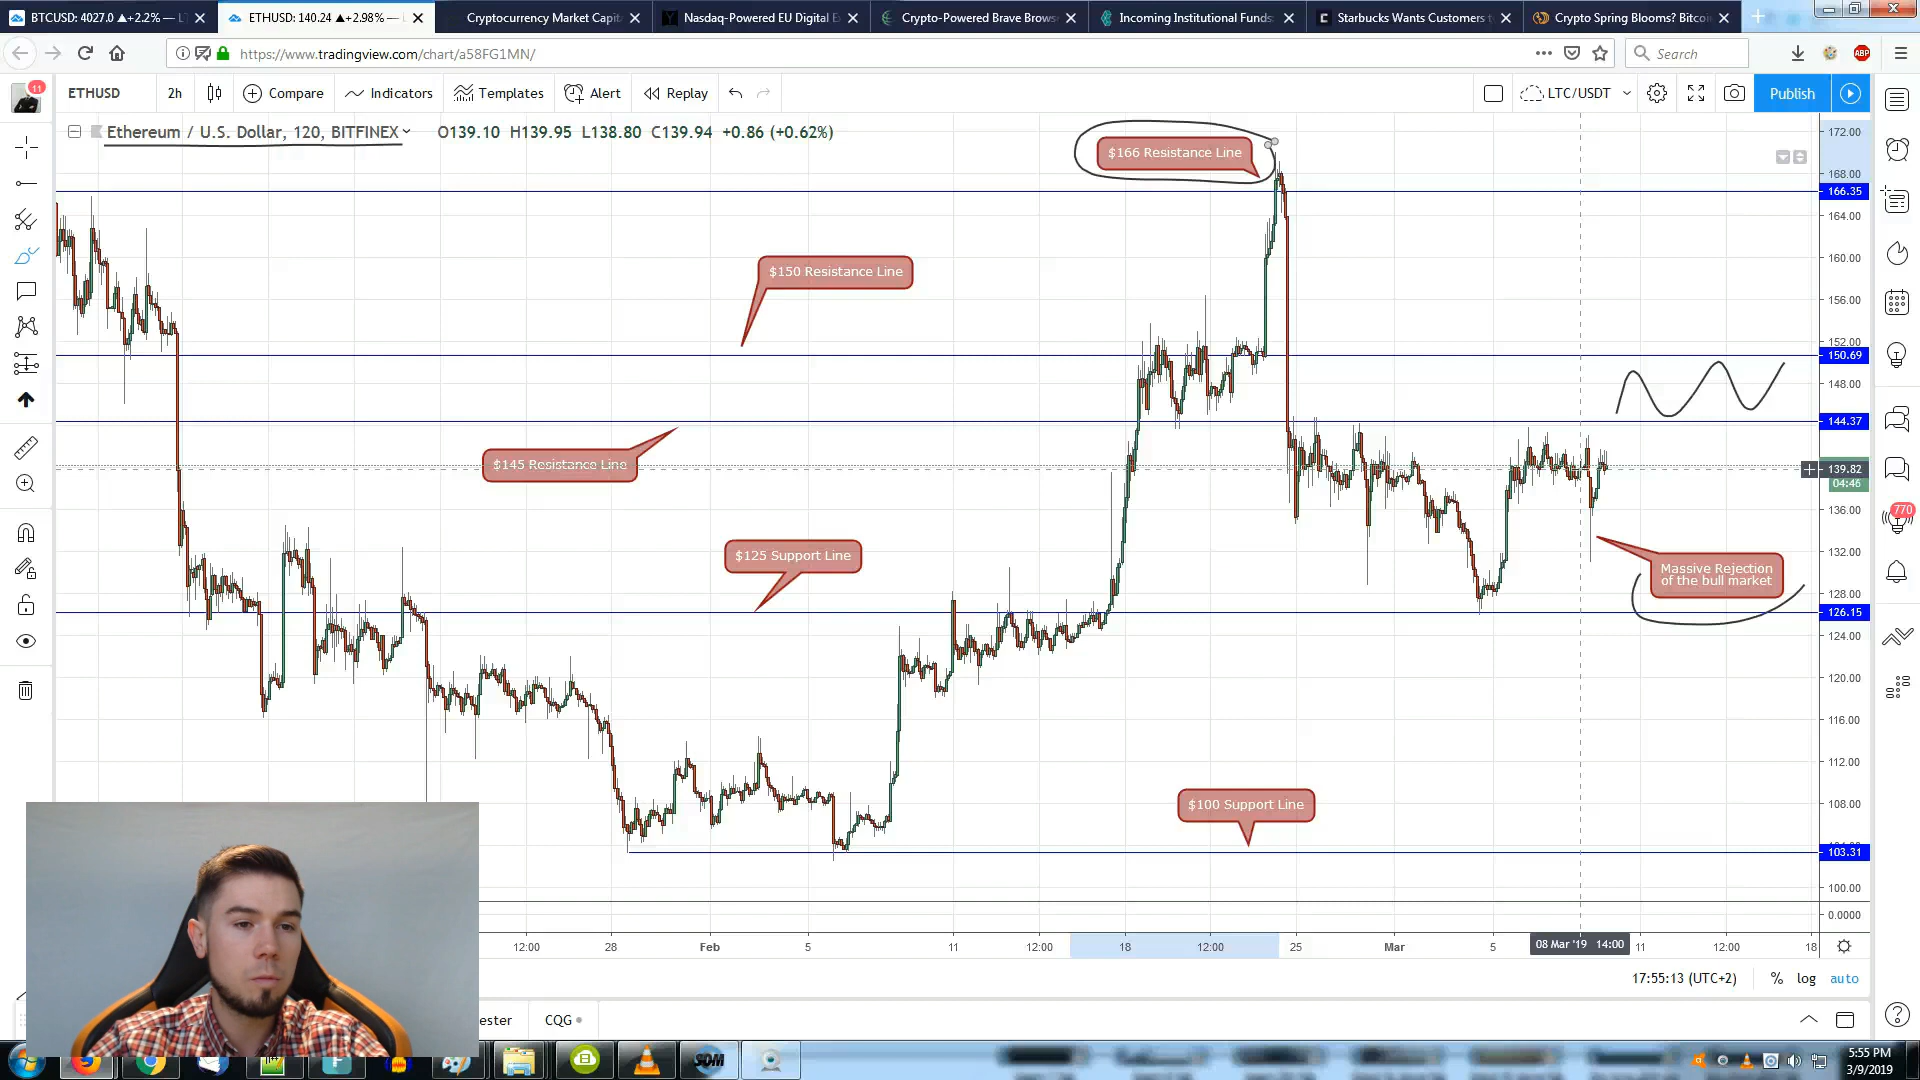 BTCUSD: 4027.0 ▲+2.2% — L
ETHUSD: 140.24 ▲+2.98% —
Cryptocurrency Market Capit
Nasdaq-Powered EU Digital E
Crypto-Powered Brave Brows
Incoming Institutional Funds
Starbucks Wants Customers t
Crypto Spring Blooms? Bitcoi
https://www.tradingview.com/chart/a58FG1MN/
Search
ABP
11
ETHUSD
2h
Compare
Indicators
Templates
Alert
Replay
LTC/USDT
Publish
Ethereum / U.S. Dollar, 120, BITFINEX
O139.10 H139.95 L138.80 C139.94 +0.86 (+0.62%)
$166 Resistance Line
$150 Resistance Line
$145 Resistance Line
$125 Support Line
Massive Rejection
of the bull market
$100 Support Line
172.00
168.00
166.35
164.00
160.00
156.00
152.00
150.69
148.00
144.37
139.82
04:46
136.00
132.00
128.00
126.15
124.00
120.00
116.00
112.00
108.00
103.31
100.00
0.0000
770
12:00
28
Feb
5
11
12:00
18
12:00
25
Mar
5
08 Mar '19 14:00
11
12:00
18
17:55:13 (UTC+2)
%
log
auto
ester
CQG
SDM
5:55 PM
3/9/2019